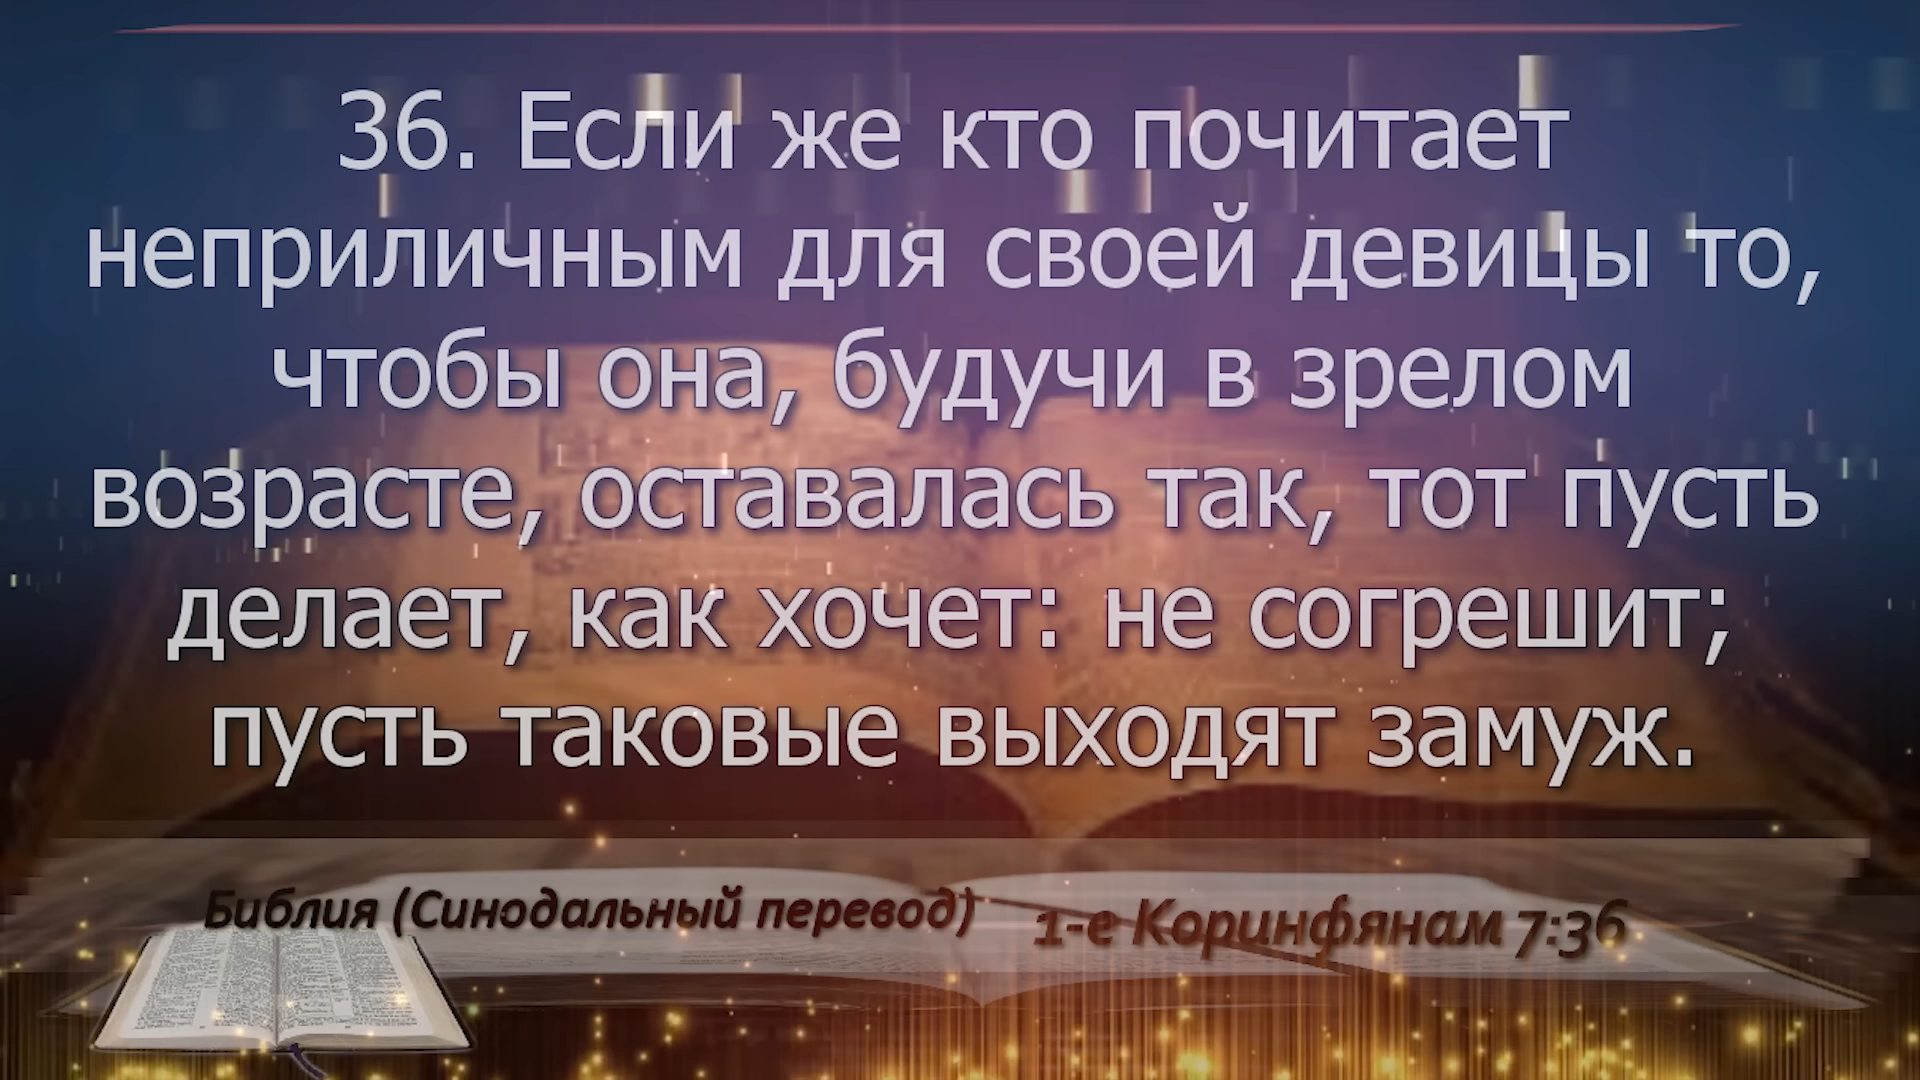 36. Если же кто почитает
неприличным для своей девицы то,
чтобы она, будучи в зрелом
возрасте, оставалась так, тот пусть
делает, как хочет: не согрешит;
пусть таковые выходят замуж.
Библия (Синодальный перевод) 1-е Коринфянам 7:36